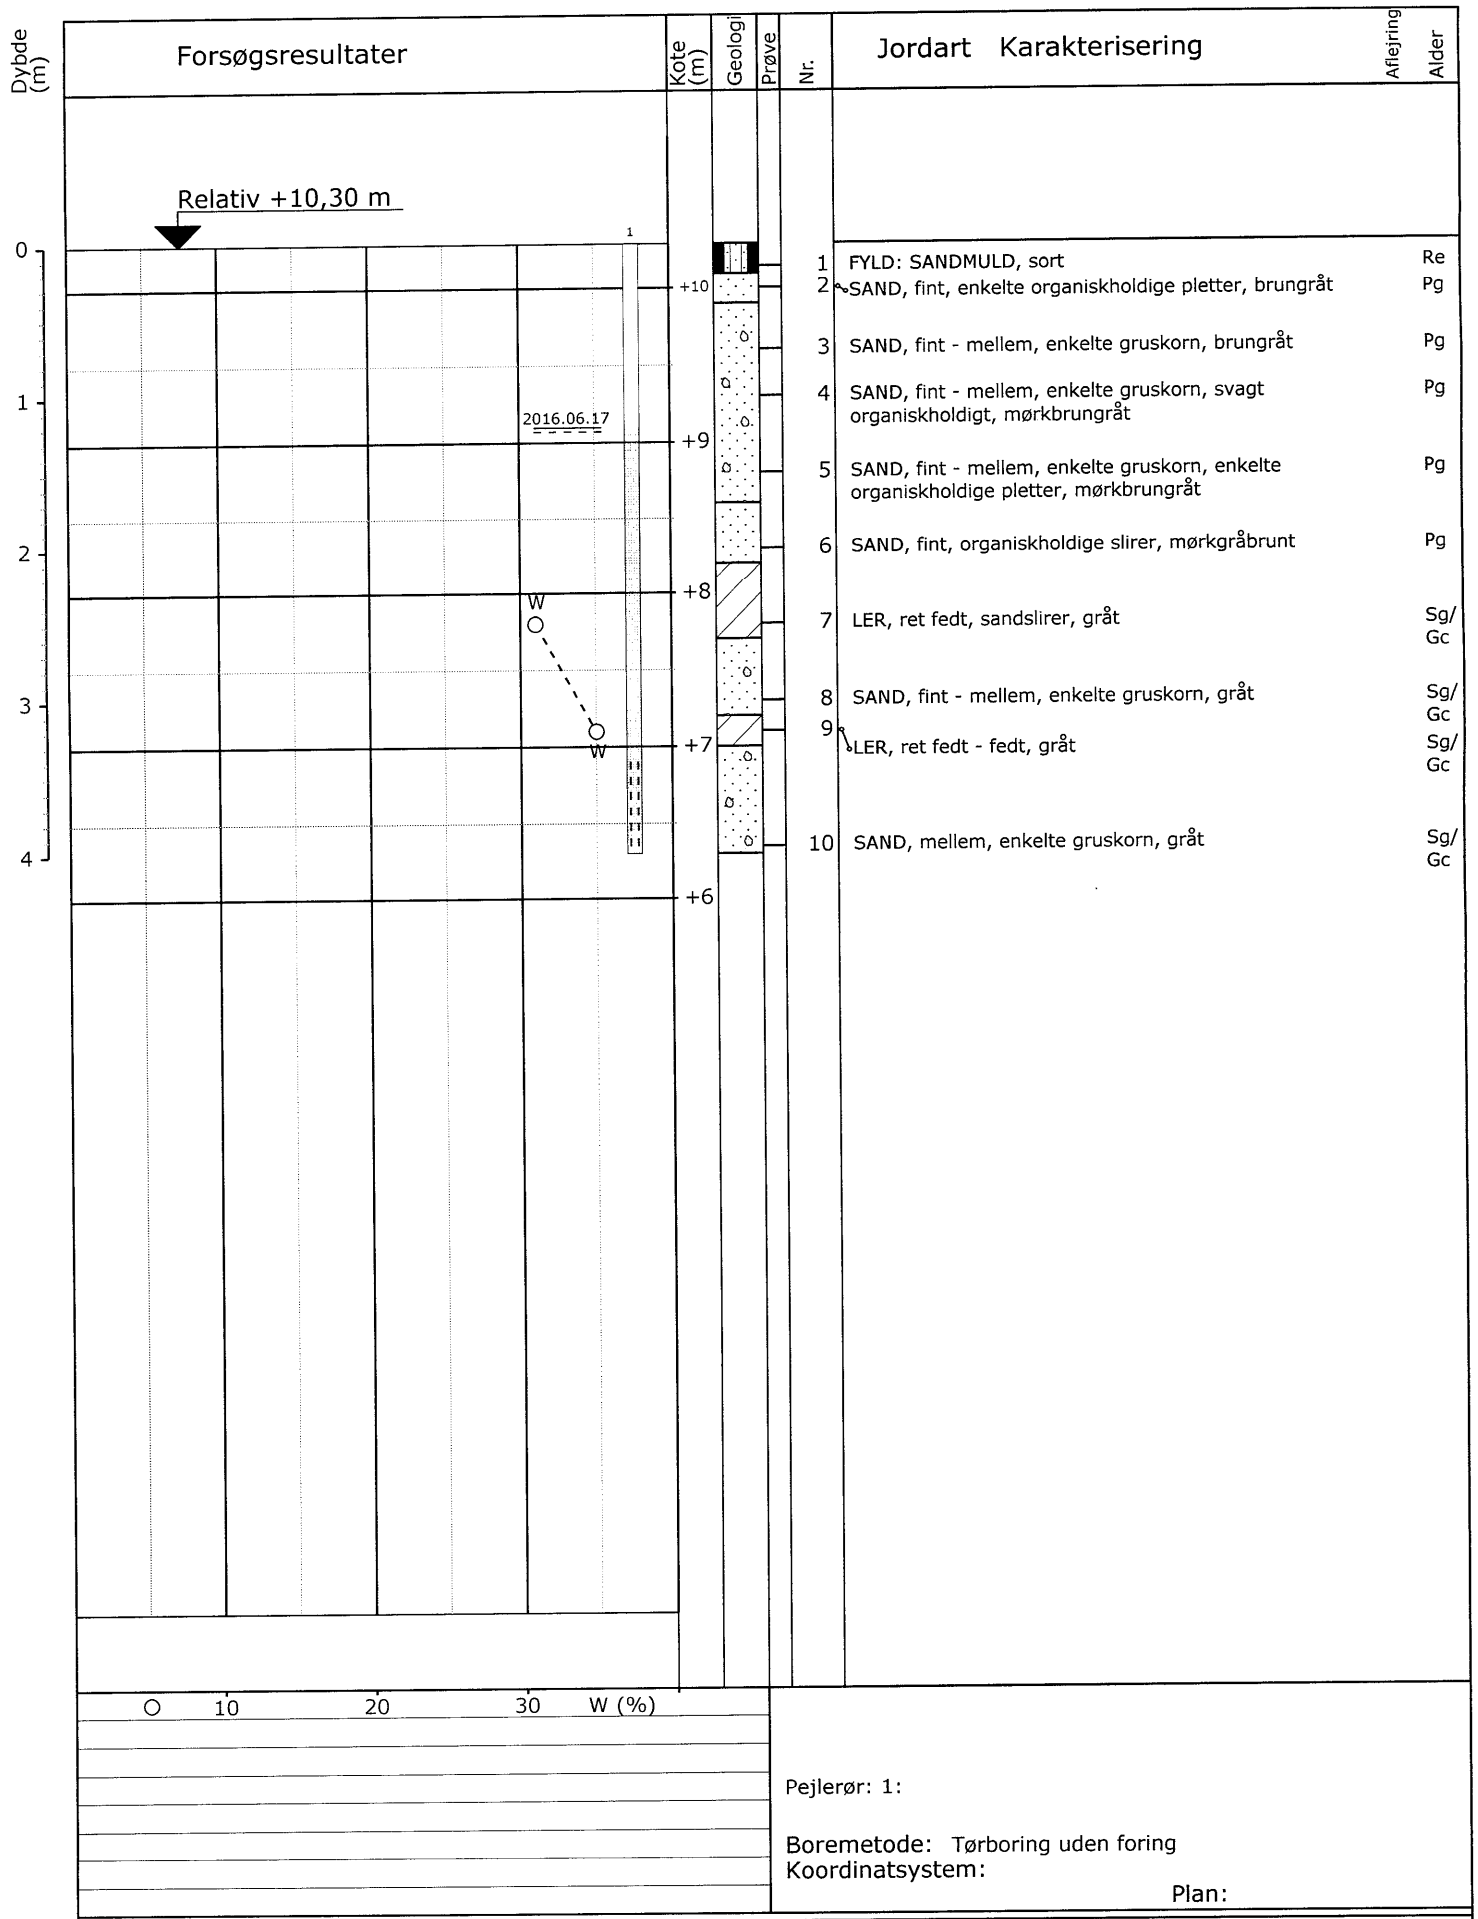 Dybde
(m)
Forsøgsresultater
Kote
(m)
Geologi
Prøve
Nr.
Jordart Karakterisering
Aflejring
Alder
Relativ +10,30 m
0
1
1 FYLD: SANDMULD, sort Re
+10
2 SAND, fint, enkelte organiskholdige pletter, brungråt Pg
3 SAND, fint - mellem, enkelte gruskorn, brungråt Pg
1
4 SAND, fint - mellem, enkelte gruskorn, svagt Pg
organiskholdigt, mørkbrungråt
2016.06.17
+9
5 SAND, fint - mellem, enkelte gruskorn, enkelte Pg
organiskholdige pletter, mørkbrungråt
2
6 SAND, fint, organiskholdige slirer, mørkgråbrunt Pg
+8
W
7 LER, ret fedt, sandslirer, gråt Sg/
Gc
3
8 SAND, fint - mellem, enkelte gruskorn, gråt Sg/
Gc
9
W
+7
LER, ret fedt - fedt, gråt Sg/
Gc
4
10 SAND, mellem, enkelte gruskorn, gråt Sg/
Gc
+6
10 20 30 W (%)
Pejlerør: 1:
Boremetode: Tørboring uden foring
Koordinatsystem:
Plan: